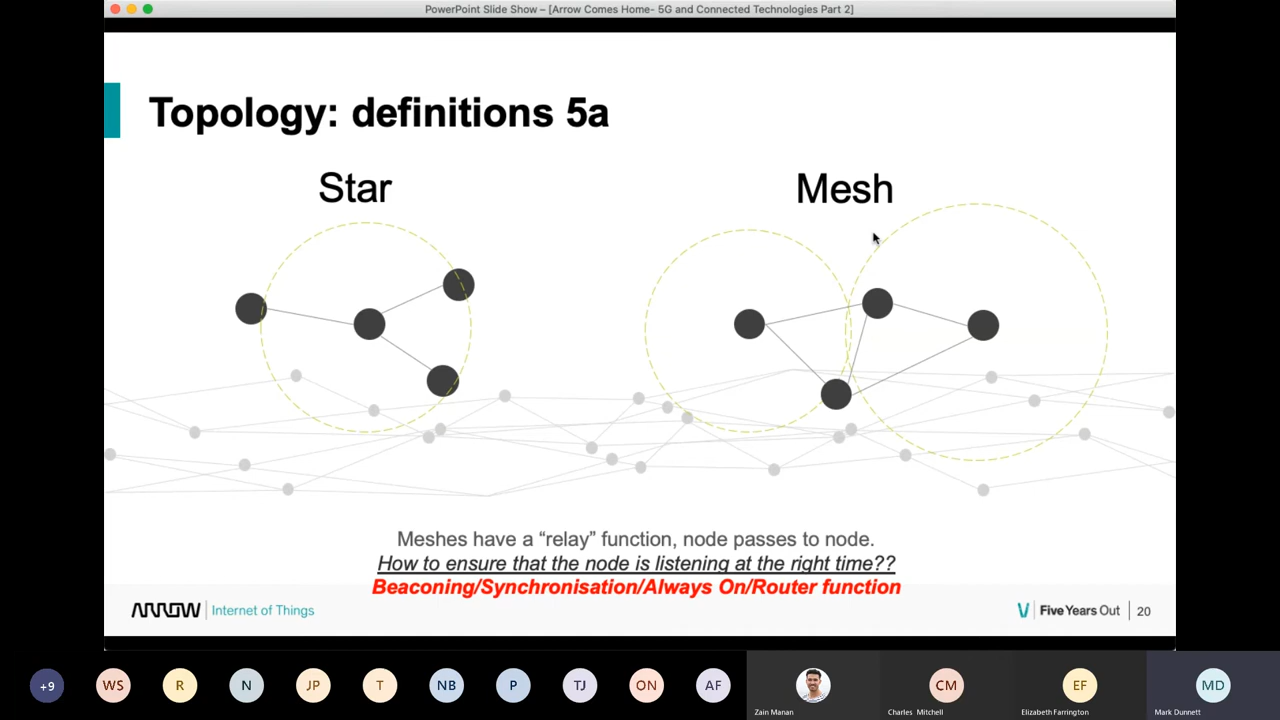 PowerPoint Slide Show – [Arrow Comes Home- 5G and Connected Technologies Part 2]
Topology: definitions 5a
Star
Mesh
Meshes have a “relay” function, node passes to node.
How to ensure that the node is listening at the right time??
Beaconing/Synchronisation/Always On/Router function
ARROW Internet of Things
Five Years Out 20
+9 WS R N JP T NB P TJ ON AF CM EF MD
Zain Manan Charles Mitchell Elizabeth Farrington Mark Dunnett